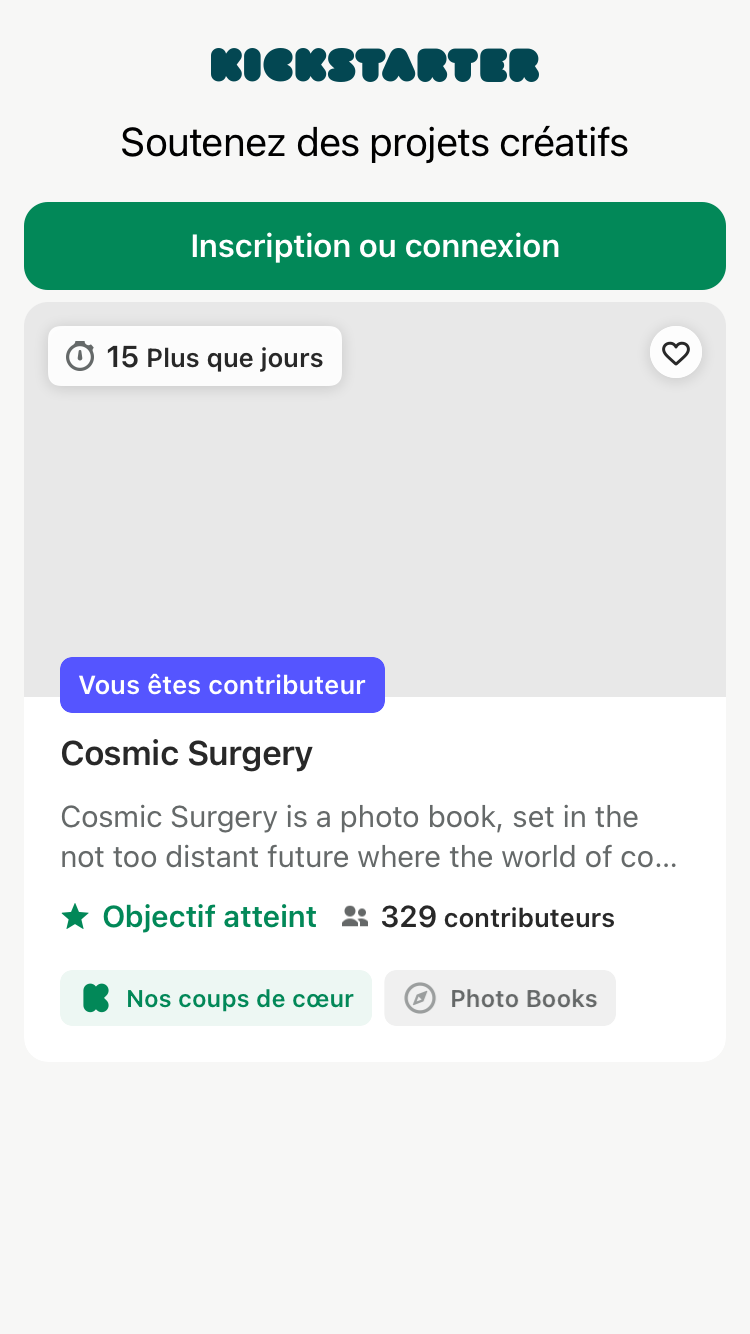 KICKSTARTER
Soutenez des projets créatifs
Inscription ou connexion
15 Plus que jours
Vous êtes contributeur
Cosmic Surgery
Cosmic Surgery is a photo book, set in the
not too distant future where the world of co...
Objectif atteint 329 contributeurs
Nos coups de cœur Photo Books